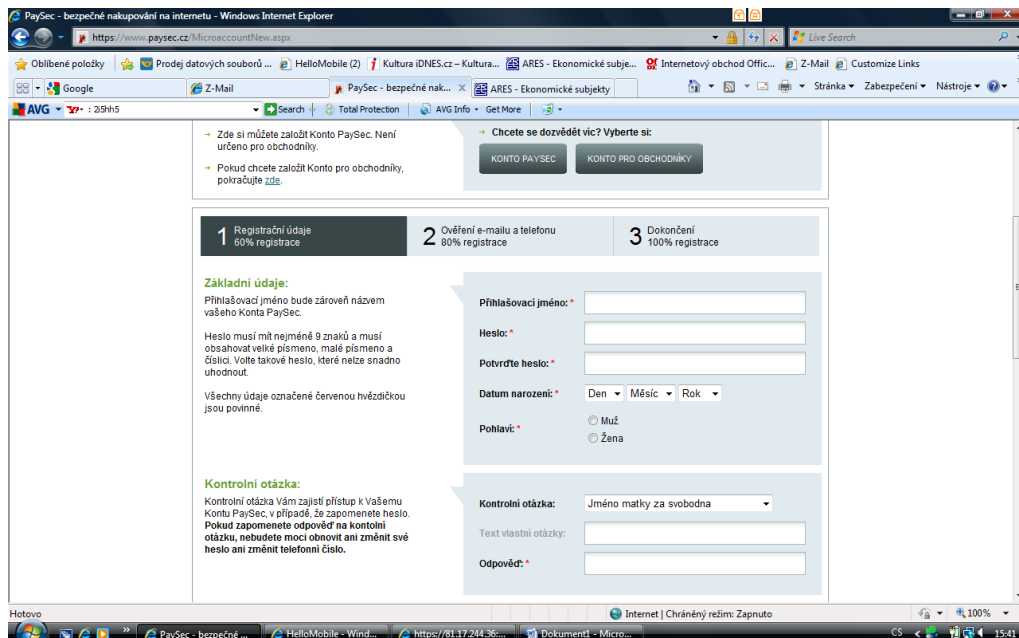 PaySec - bezpečné nakupování na internetu - Windows Internet Explorer
https://www.paysec.cz/MicroaccountNew.aspx
Live Search
Oblíbené položky
Prodej datových souborů ...
HelloMobile (2)
Kultura iDNES.cz – Kultura...
ARES - Ekonomické subje...
Internetový obchod Offic...
Z-Mail
Customize Links
Google
Z-Mail
PaySec - bezpečné nak...
ARES - Ekonomické subjekty
Stránka
Zabezpečení
Nástroje
AVG
: 2i5hh5
Search
Total Protection
AVG Info
Get More
→ Zde si můžete založit Konto PaySec. Není
určeno pro obchodníky.
→ Pokud chcete založit Konto pro obchodníky,
pokračujte zde.
→ Chcete se dozvědět víc? Vyberte si:
KONTO PAYSEC
KONTO PRO OBCHODNÍKY
1 Registrační údaje
60% registrace
2 Ověření e-mailu a telefonu
80% registrace
3 Dokončení
100% registrace
Základní údaje:
Přihlašovací jméno bude zároveň názvem
vašeho Konta PaySec.
Heslo musí mít nejméně 9 znaků a musí
obsahovat velké písmeno, malé písmeno a
číslici. Volte takové heslo, které nelze snadno
uhodnout.
Všechny údaje označené červenou hvězdičkou
jsou povinné.
Přihlašovací jméno: *
Heslo: *
Potvrďte heslo: *
Datum narození: *
Den
Měsíc
Rok
Pohlaví: *
Muž
Žena
Kontrolní otázka:
Kontrolní otázka Vám zajistí přístup k Vašemu
Kontu PaySec, v případě, že zapomenete heslo.
Pokud zapomenete odpověď na kontolní
otázku, nebudete moci obnovit ani změnit své
heslo ani změnit telefonní číslo.
Kontrolní otázka:
Jméno matky za svobodna
Text vlastní otázky:
Odpověď: *
Hotovo
Internet | Chráněný režim: Zapnuto
100%
PaySec - bezpečné ...
HelloMobile - Wind...
https://81.17.244.36:...
Dokument1 - Micro...
CS
15:41